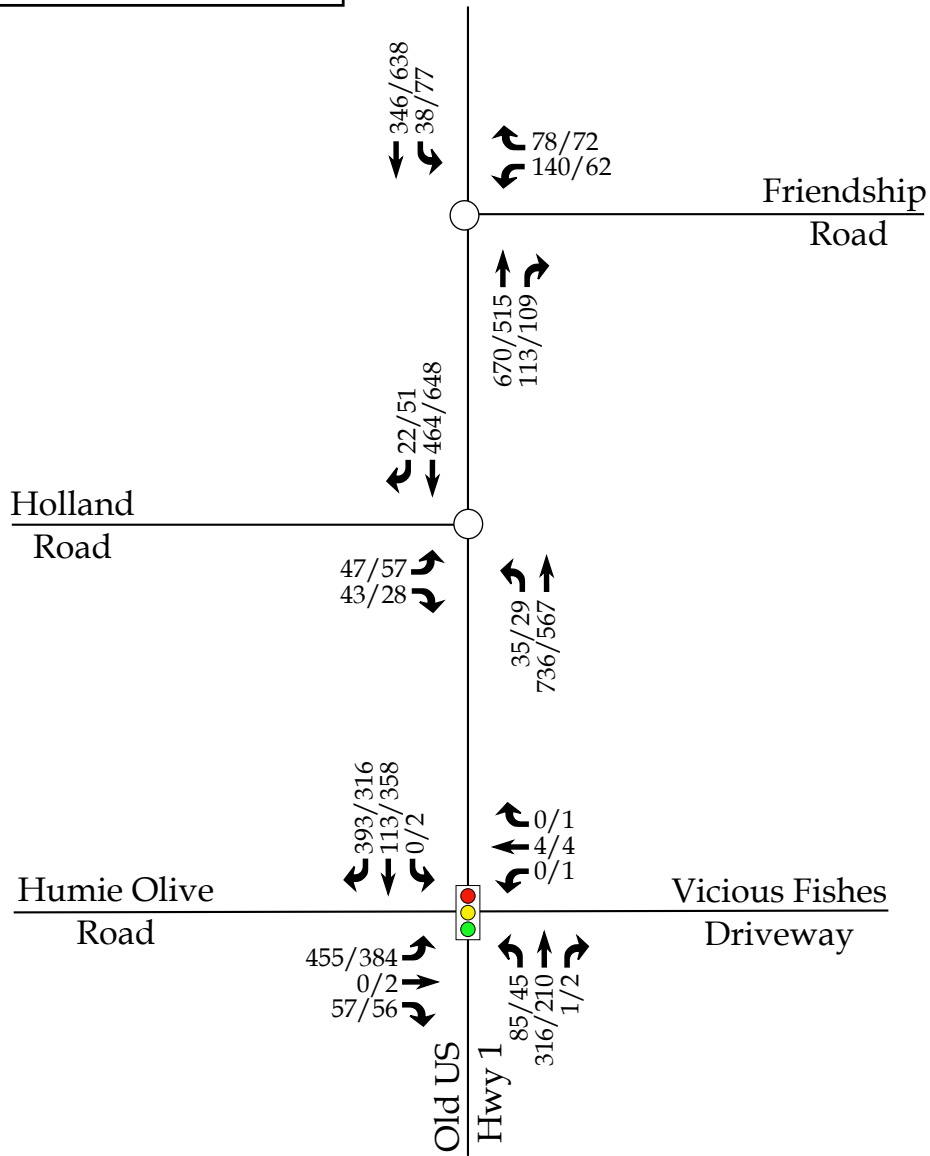 346/638
38/77
78/72
140/62
Friendship
Road
670/515
113/109
22/51
464/648
Holland
Road
47/57
43/28
35/29
736/567
393/316
113/358
0/2
0/1
4/4
0/1
Humie Olive
Road
Vicious Fishes
Driveway
455/384
0/2
57/56
85/45
316/210
1/2
Old US
Hwy 1